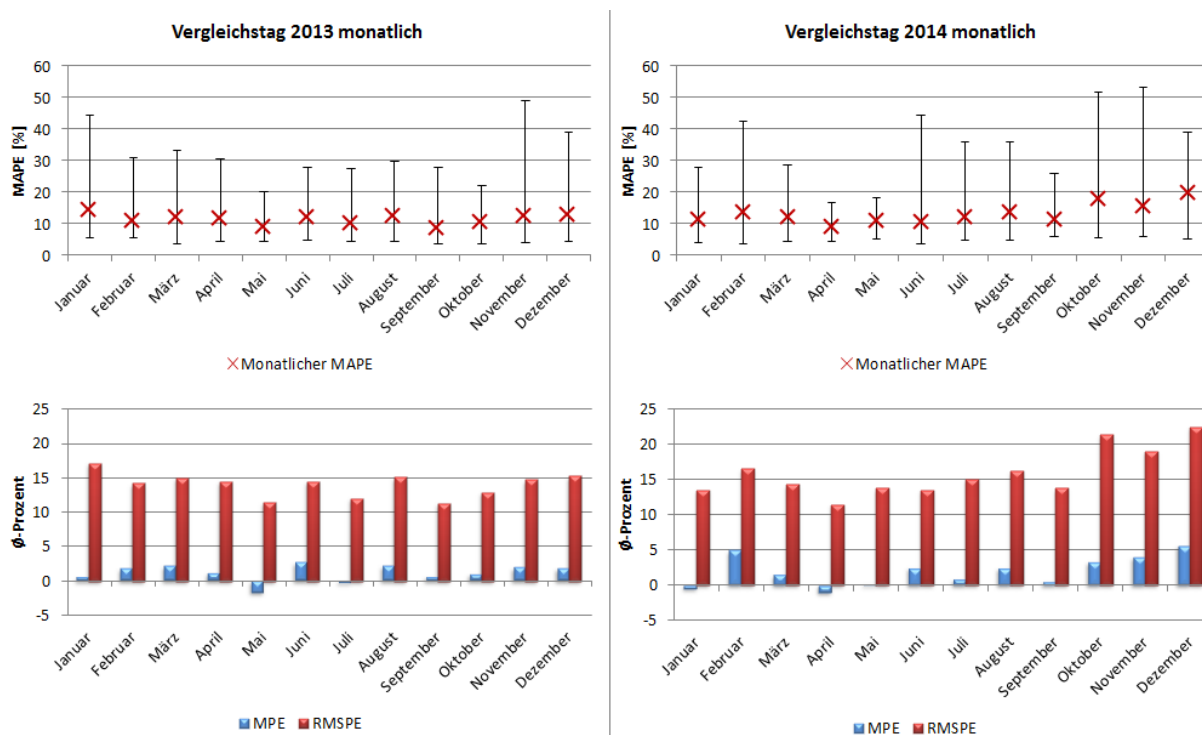 Vergleichstag 2013 monatlich
MAPE [%]
60
50
40
30
20
10
0
Januar
Februar
März
April
Mai
Juni
Juli
August
September
Oktober
November
Dezember
Monatlicher MAPE
Ø-Prozent
25
20
15
10
5
0
-5
Januar
Februar
März
April
Mai
Juni
Juli
August
September
Oktober
November
Dezember
MPE RMSPE
Vergleichstag 2014 monatlich
MAPE [%]
60
50
40
30
20
10
0
Januar
Februar
März
April
Mai
Juni
Juli
August
September
Oktober
November
Dezember
Monatlicher MAPE
Ø-Prozent
25
20
15
10
5
0
-5
Januar
Februar
März
April
Mai
Juni
Juli
August
September
Oktober
November
Dezember
MPE RMSPE